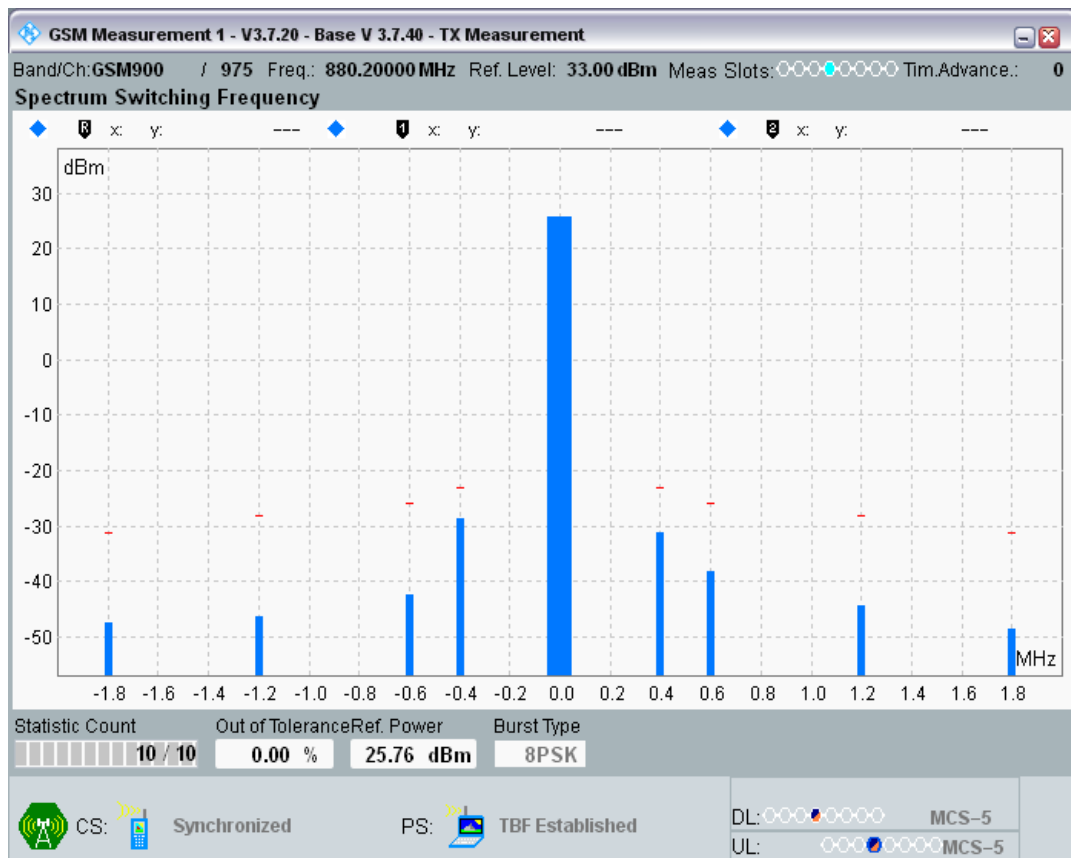 GSM Measurement 1 - V3.7.20 - Base V 3.7.40 - TX Measurement
Band/Ch:GSM900 / 975 Freq.: 880.20000 MHz Ref. Level: 33.00 dBm Meas Slots: Tim.Advance.: 0
Spectrum Switching Frequency
R x: y: --- 1 x: y: --- 2 x: y: ---
dBm
30
20
10
0
-10
-20
-30
-40
-50
MHz
-1.8 -1.6 -1.4 -1.2 -1.0 -0.8 -0.6 -0.4 -0.2 0.0 0.2 0.4 0.6 0.8 1.0 1.2 1.4 1.6 1.8
Statistic Count Out of Tolerance Ref. Power Burst Type
10 / 10 0.00 % 25.76 dBm 8PSK
CS: Synchronized PS: TBF Established
DL: MCS-5
UL: MCS-5